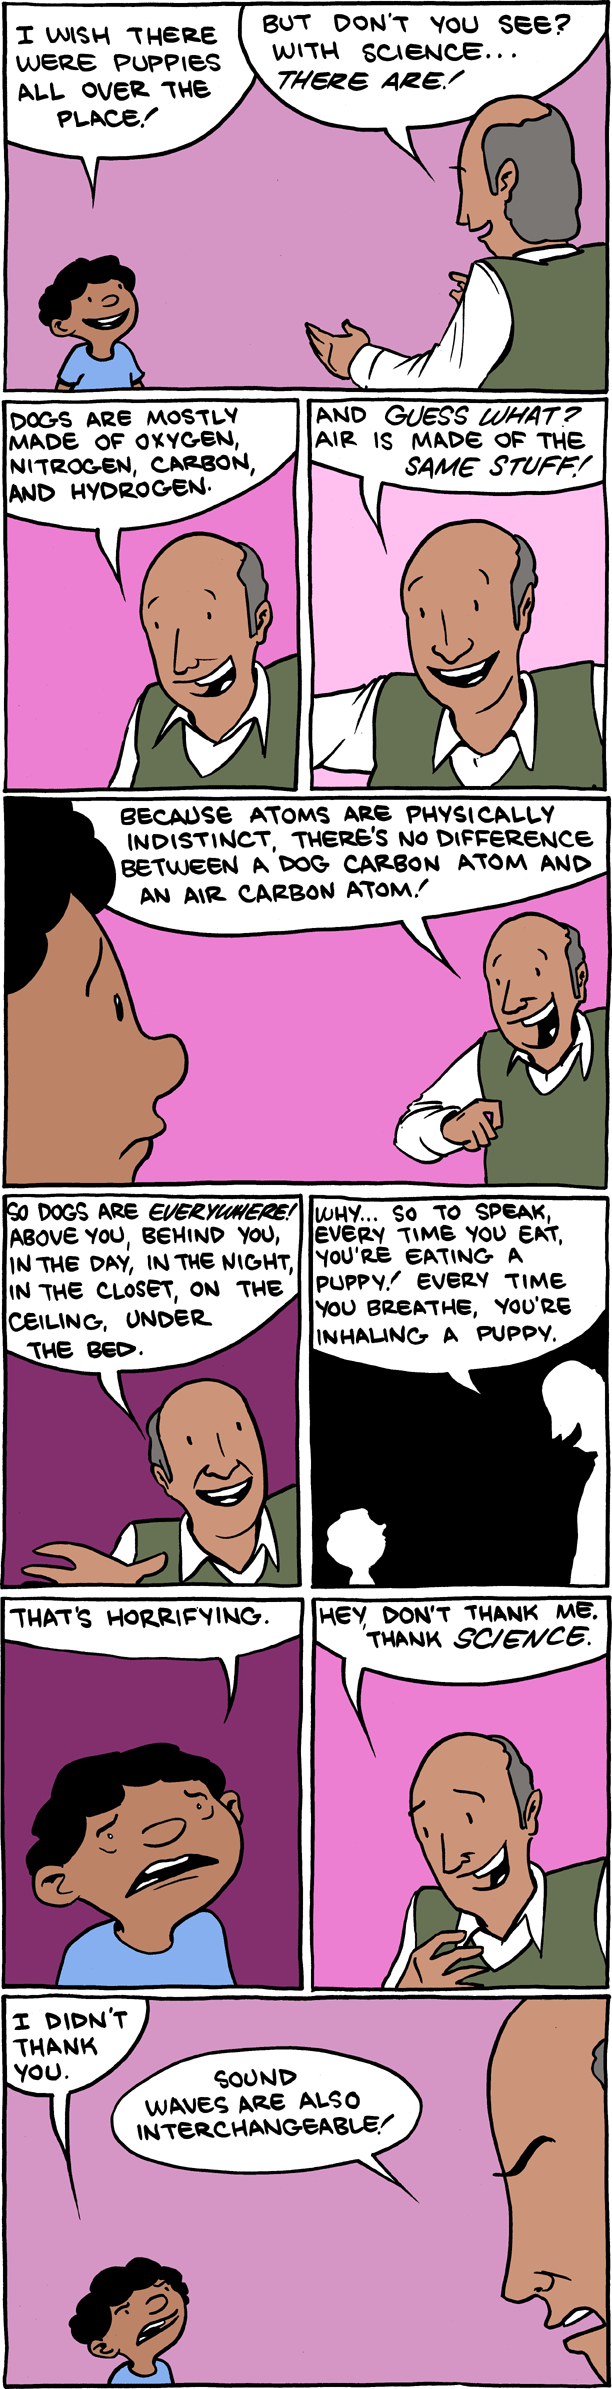 I WISH THERE
WERE PUPPIES
ALL OVER THE
PLACE!
BUT DON'T YOU SEE?
WITH SCIENCE...
THERE ARE!
DOGS ARE MOSTLY
MADE OF OXYGEN,
NITROGEN, CARBON,
AND HYDROGEN.
AND GUESS WHAT?
AIR IS MADE OF THE
SAME STUFF!
BECAUSE ATOMS ARE PHYSICALLY
INDISTINCT, THERE'S NO DIFFERENCE
BETWEEN A DOG CARBON ATOM AND
AN AIR CARBON ATOM!
SO DOGS ARE EVERYWHERE!
ABOVE YOU, BEHIND YOU,
IN THE DAY, IN THE NIGHT,
IN THE CLOSET, ON THE
CEILING, UNDER
THE BED.
WHY... SO TO SPEAK,
EVERY TIME YOU EAT,
YOU'RE EATING A
PUPPY! EVERY TIME
YOU BREATHE, YOU'RE
INHALING A PUPPY.
THAT'S HORRIFYING.
HEY, DON'T THANK ME.
THANK SCIENCE.
I DIDN'T
THANK
YOU.
SOUND
WAVES ARE ALSO
INTERCHANGEABLE!